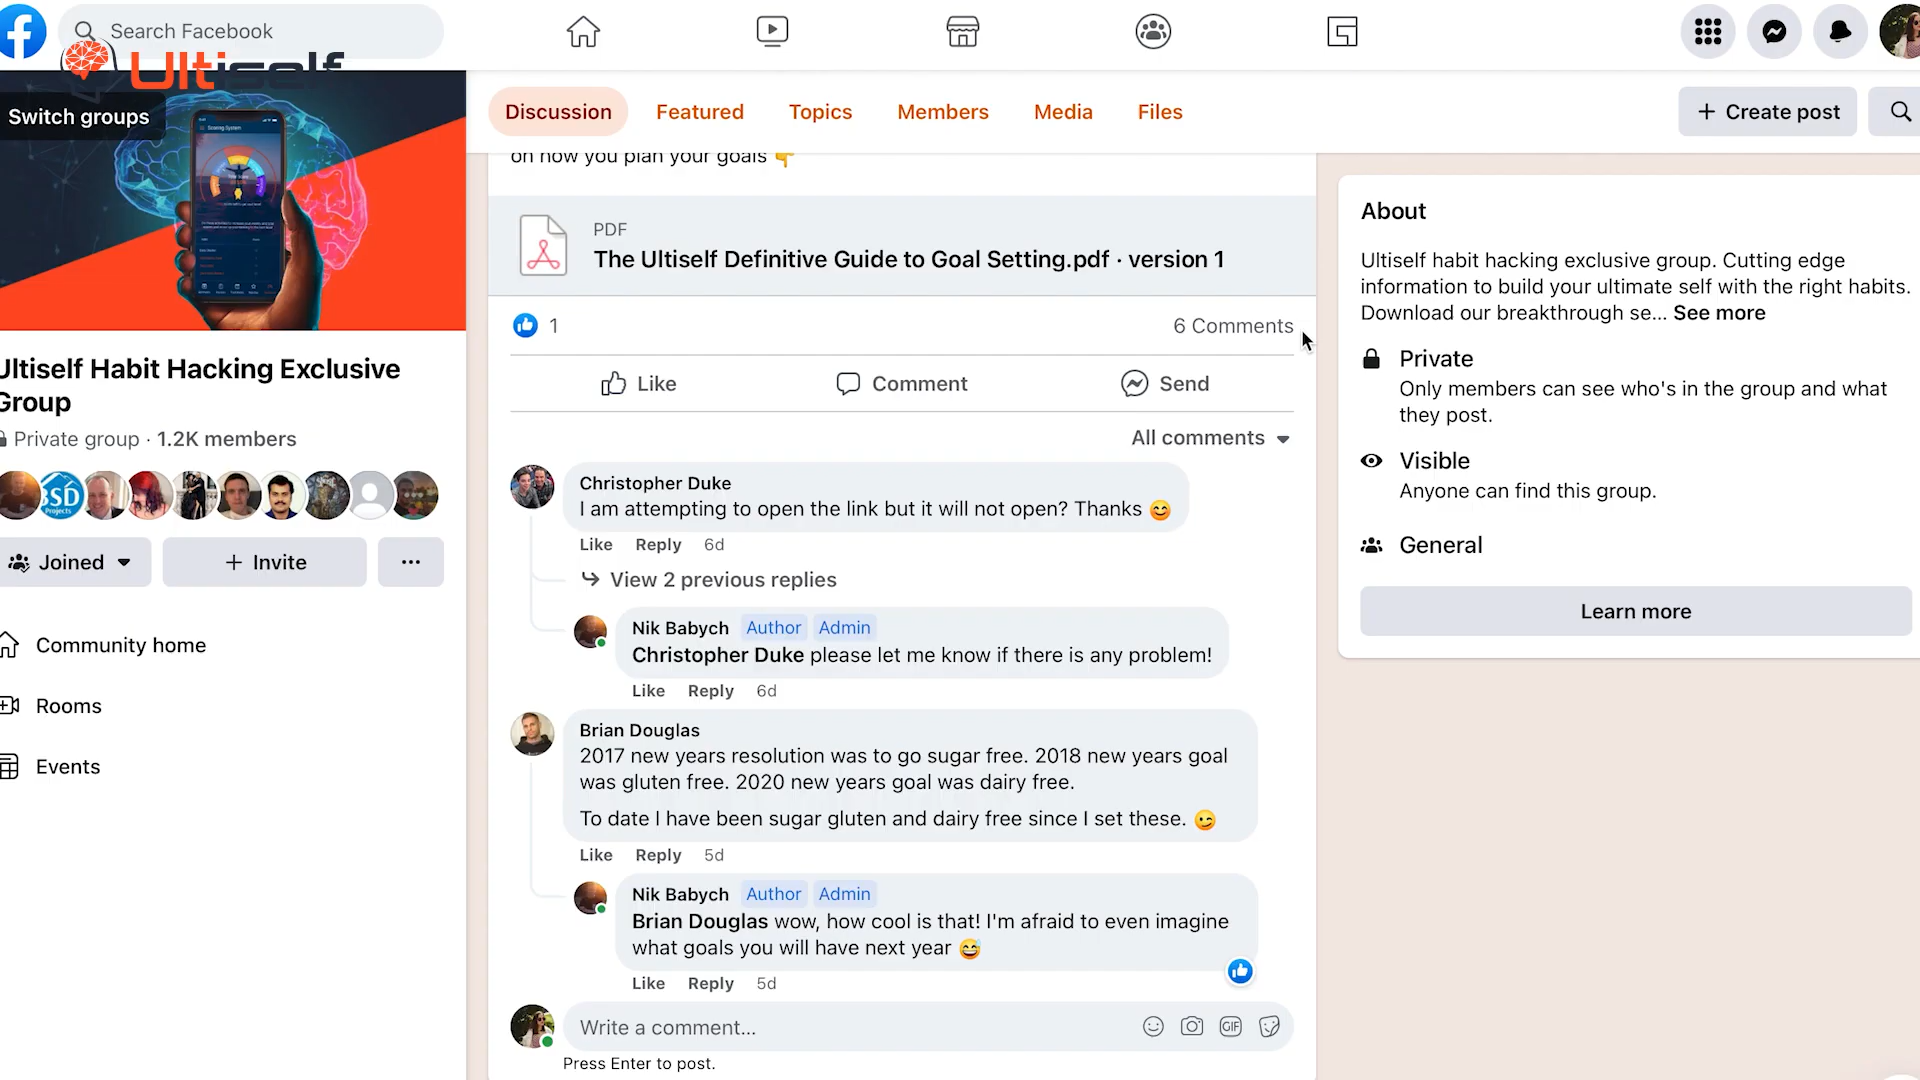 Search Facebook
Ultiself
Switch groups
Scoring System
Discussion
Featured
Topics
Members
Media
Files
+ Create post
on how you plan your goals 👇
PDF
The Ultiself Definitive Guide to Goal Setting.pdf · version 1
1
6 Comments
Like
Comment
Send
All comments
Christopher Duke
I am attempting to open the link but it will not open? Thanks 😊
Like Reply 6d
View 2 previous replies
Nik Babych Author Admin
Christopher Duke please let me know if there is any problem!
Like Reply 6d
Brian Douglas
2017 new years resolution was to go sugar free. 2018 new years goal
was gluten free. 2020 new years goal was dairy free.
To date I have been sugar gluten and dairy free since I set these. 😉
Like Reply 5d
Nik Babych Author Admin
Brian Douglas wow, how cool is that! I'm afraid to even imagine
what goals you will have next year 😅
Like Reply 5d
Write a comment...
GIF
Press Enter to post.
Ultiself Habit Hacking Exclusive
Group
Private group · 1.2K members
BSD
Projects
Joined
+ Invite
...
Community home
Rooms
Events
About
Ultiself habit hacking exclusive group. Cutting edge
information to build your ultimate self with the right habits.
Download our breakthrough se... See more
Private
Only members can see who's in the group and what
they post.
Visible
Anyone can find this group.
General
Learn more